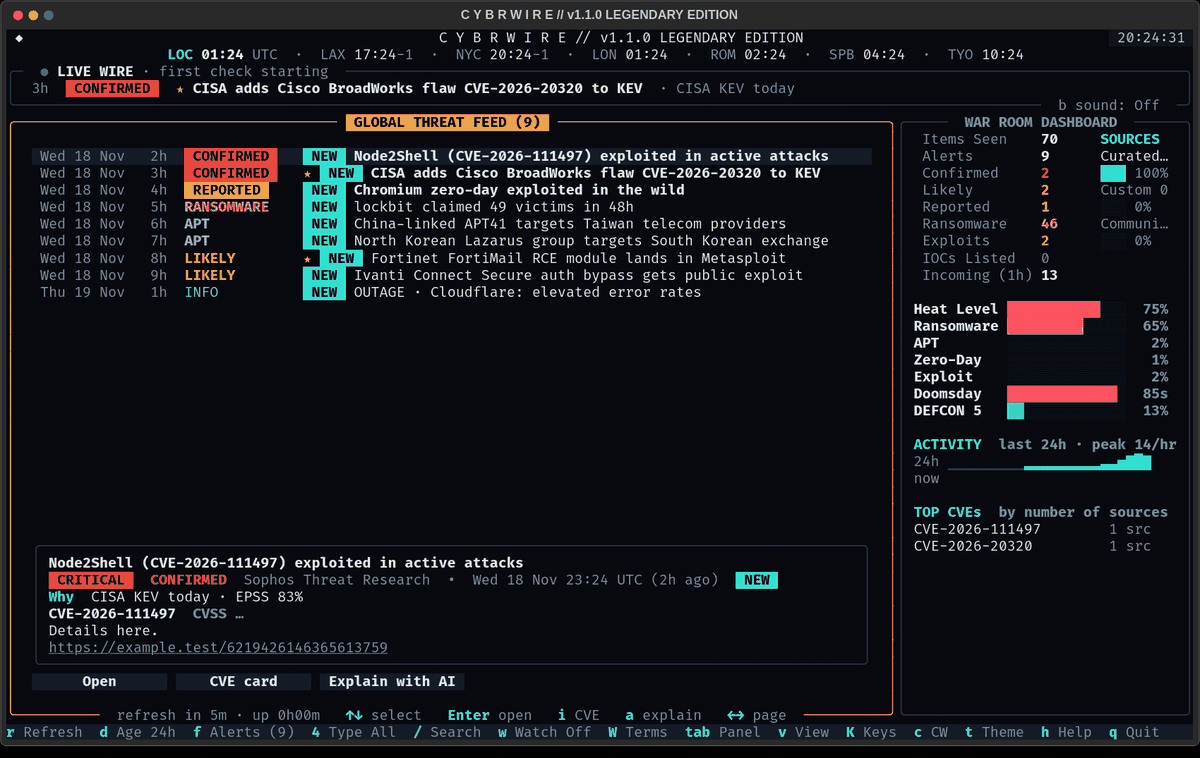 C Y B R W I R E // v1.1.0 LEGENDARY EDITION
◆ C Y B R W I R E // v1.1.0 LEGENDARY EDITION 20:24:31
LOC 01:24 UTC · LAX 17:24-1 · NYC 20:24-1 · LON 01:24 · ROM 02:24 · SPB 04:24 · TYO 10:24
● LIVE WIRE · first check starting
3h CONFIRMED ★ CISA adds Cisco BroadWorks flaw CVE-2026-20320 to KEV · CISA KEV today
b sound: Off
GLOBAL THREAT FEED (9)
Wed 18 Nov 2h CONFIRMED NEW Node2Shell (CVE-2026-111497) exploited in active attacks
Wed 18 Nov 3h CONFIRMED ★ NEW CISA adds Cisco BroadWorks flaw CVE-2026-20320 to KEV
Wed 18 Nov 4h REPORTED NEW Chromium zero-day exploited in the wild
Wed 18 Nov 5h RANSOMWARE NEW lockbit claimed 49 victims in 48h
Wed 18 Nov 6h APT NEW China-linked APT41 targets Taiwan telecom providers
Wed 18 Nov 7h APT NEW North Korean Lazarus group targets South Korean exchange
Wed 18 Nov 8h LIKELY ★ NEW Fortinet FortiMail RCE module lands in Metasploit
Wed 18 Nov 9h LIKELY NEW Ivanti Connect Secure auth bypass gets public exploit
Thu 19 Nov 1h INFO NEW OUTAGE · Cloudflare: elevated error rates
Node2Shell (CVE-2026-111497) exploited in active attacks
CRITICAL CONFIRMED Sophos Threat Research • Wed 18 Nov 23:24 UTC (2h ago) NEW
Why CISA KEV today · EPSS 83%
CVE-2026-111497 CVSS …
Details here.
https://example.test/6219426146365613759
Open CVE card Explain with AI
refresh in 5m · up 0h00m ↑↓ select Enter open i CVE a explain ↔ page
WAR ROOM DASHBOARD
Items Seen 70 SOURCES
Alerts 9 Curated…
Confirmed 2 100%
Likely 2 Custom 0
Reported 1 0%
Ransomware 46 Communi…
Exploits 2 0%
IOCs Listed 0
Incoming (1h) 13
Heat Level 75%
Ransomware 65%
APT 2%
Zero-Day 1%
Exploit 2%
Doomsday 85s
DEFCON 5 13%
ACTIVITY last 24h · peak 14/hr
24h
now
TOP CVEs by number of sources
CVE-2026-111497 1 src
CVE-2026-20320 1 src
r Refresh d Age 24h f Alerts (9) 4 Type All / Search w Watch Off W Terms tab Panel v View K Keys c CW t Theme h Help q Quit